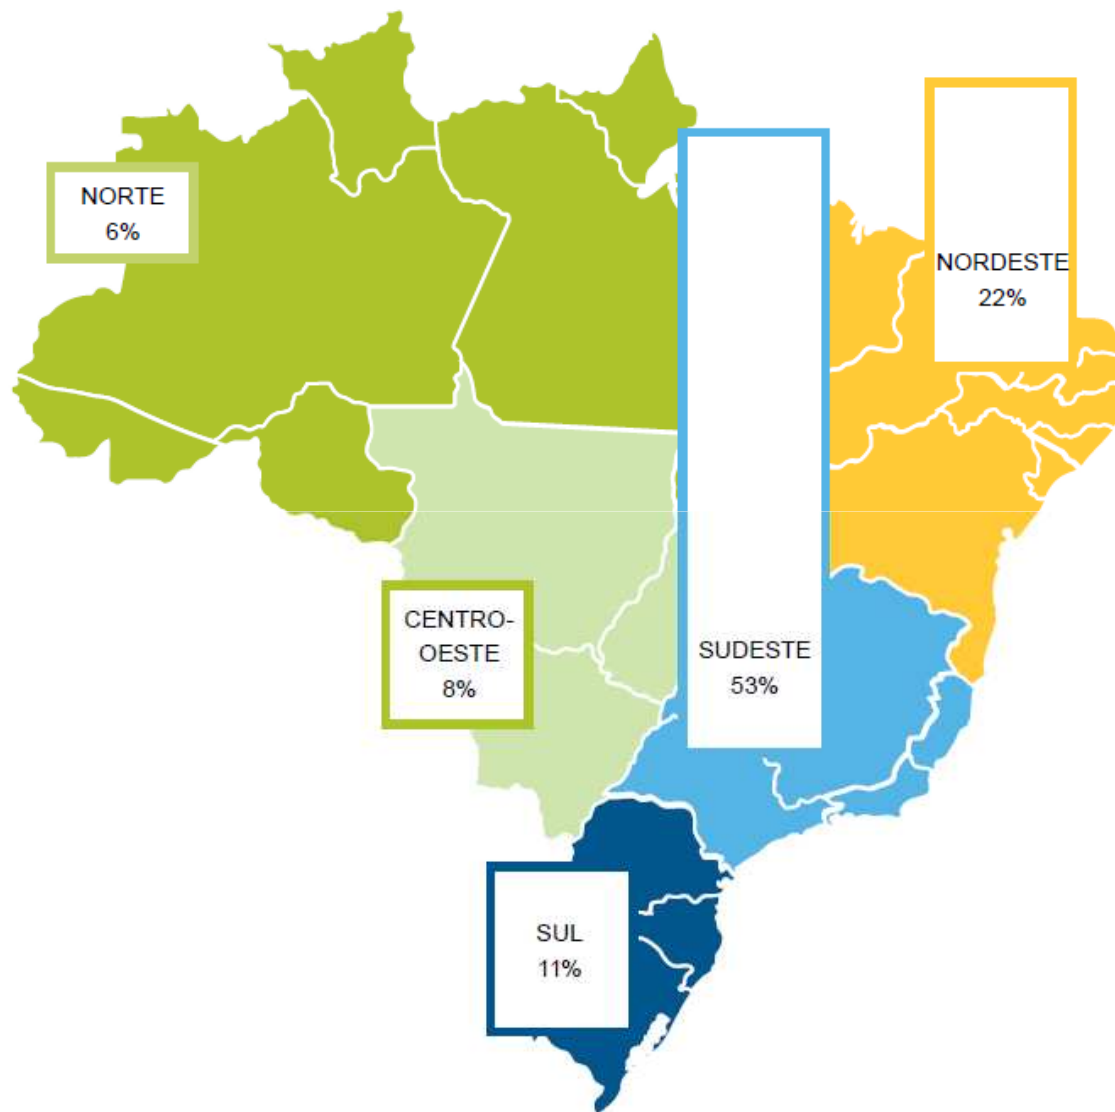 NORTE
6%
NORDESTE
22%
CENTRO-
OESTE
8%
SUDESTE
53%
SUL
11%